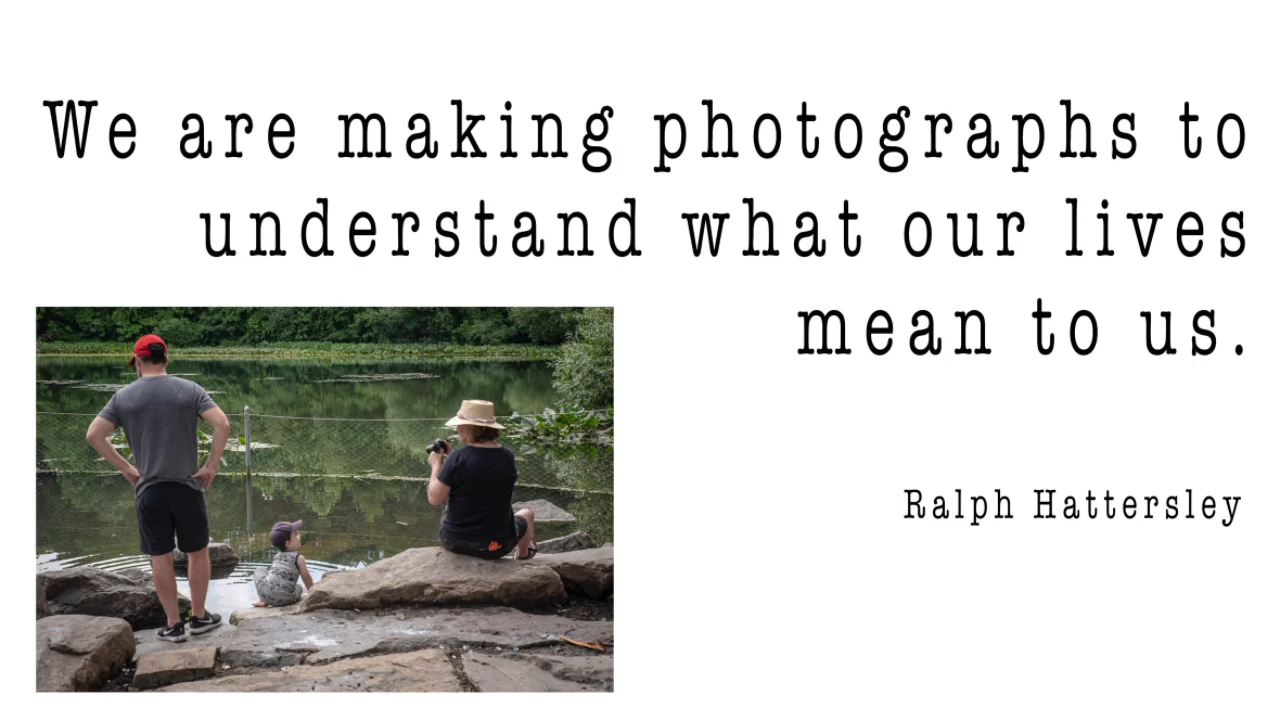 We are making photographs to
understand what our lives
mean to us.
Ralph Hattersley